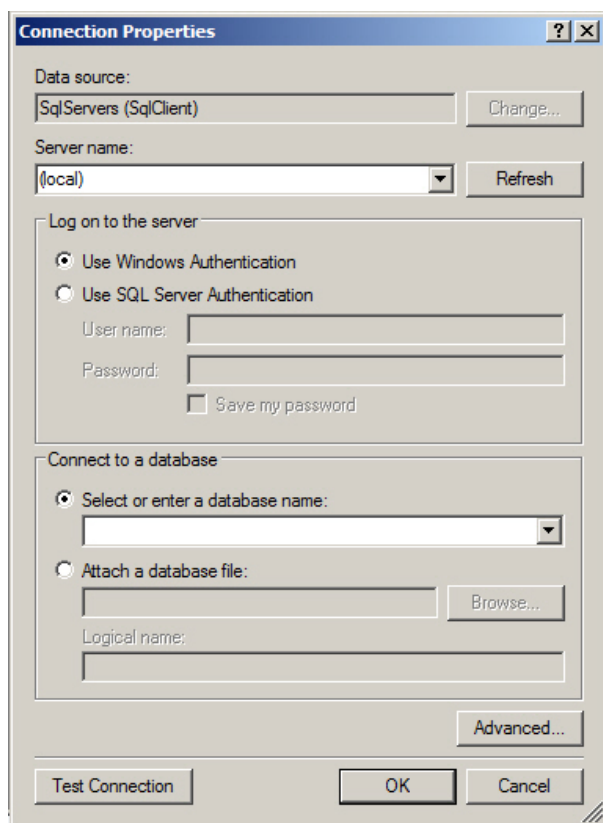 Connection Properties
Data source:
SqlServers (SqlClient)
Change...
Server name:
(local)
Refresh
Log on to the server
Use Windows Authentication
Use SQL Server Authentication
User name:
Password:
Save my password
Connect to a database
Select or enter a database name:
Attach a database file:
Browse...
Logical name:
Advanced...
Test Connection
OK
Cancel